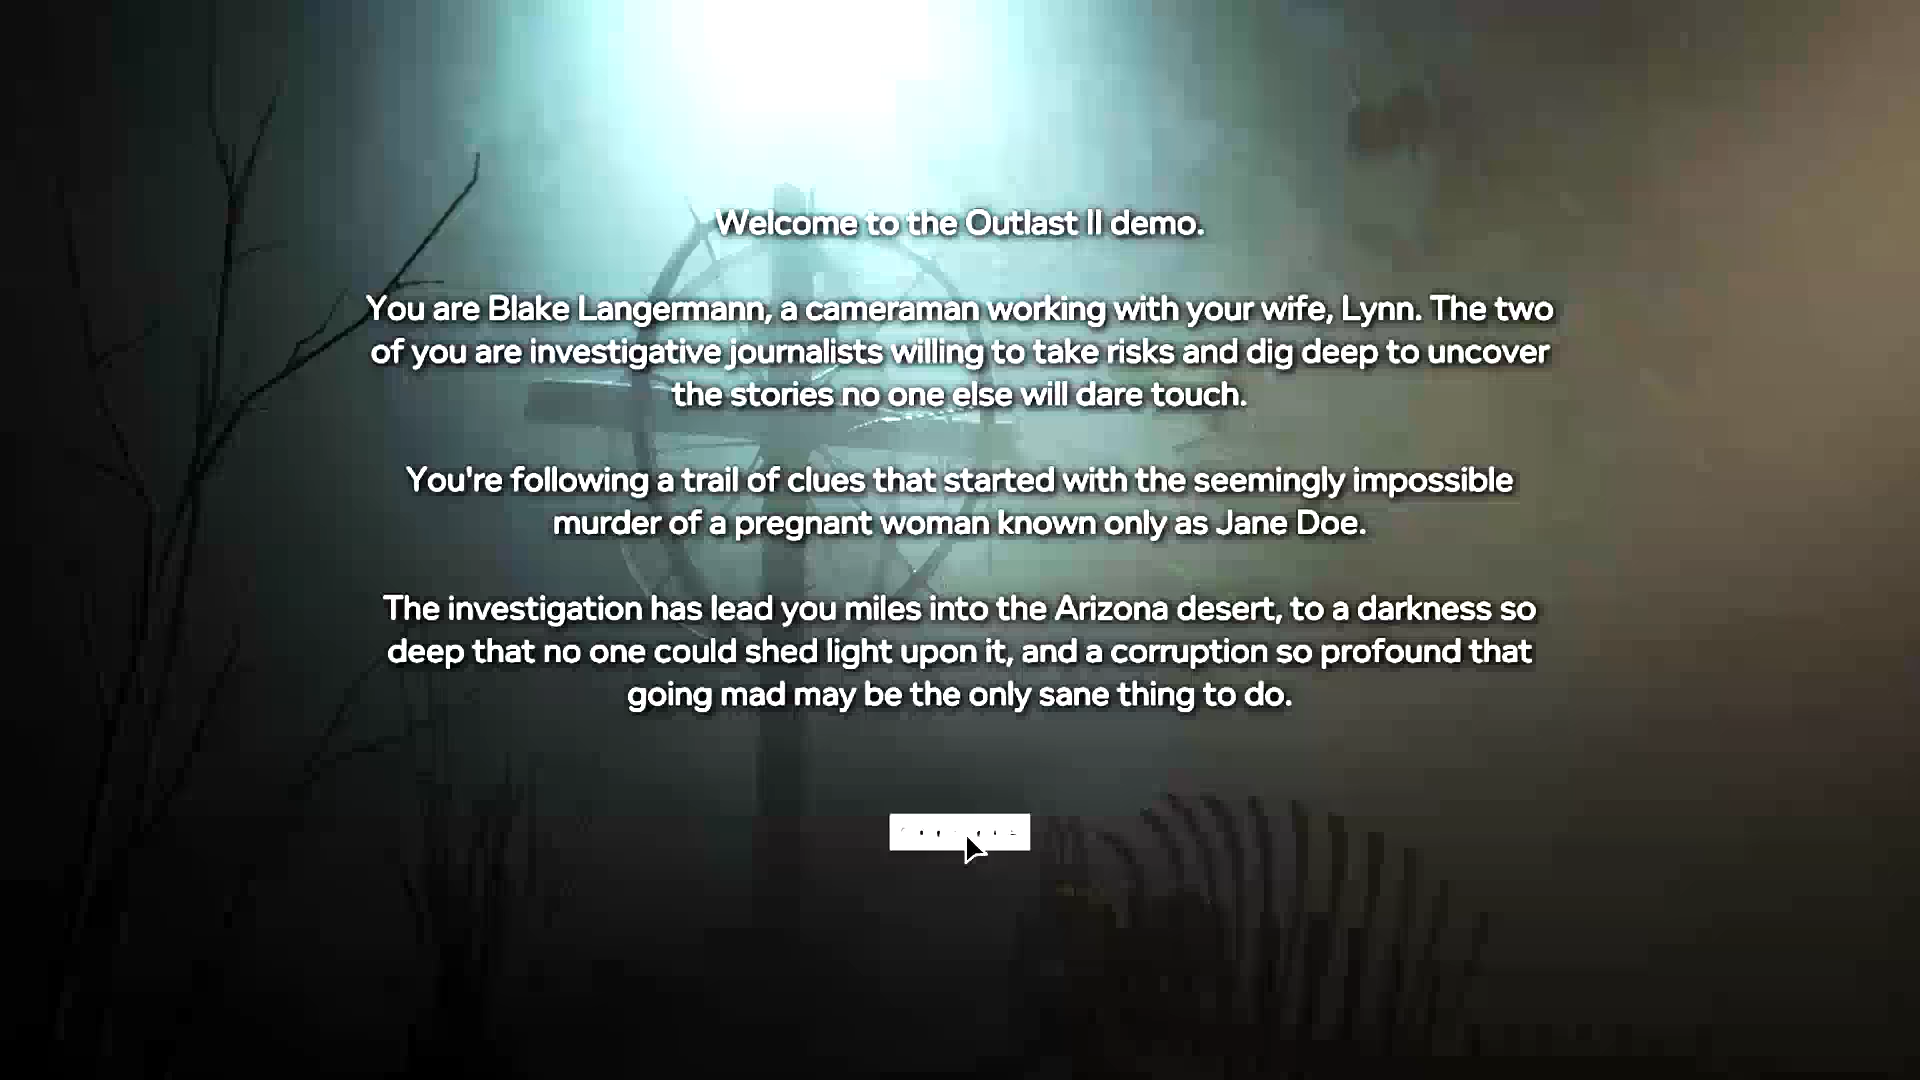 Welcome to the Outlast II demo.
You are Blake Langermann, a cameraman working with your wife, Lynn. The two
of you are investigative journalists willing to take risks and dig deep to uncover
the stories no one else will dare touch.
You're following a trail of clues that started with the seemingly impossible
murder of a pregnant woman known only as Jane Doe.
The investigation has lead you miles into the Arizona desert, to a darkness so
deep that no one could shed light upon it, and a corruption so profound that
going mad may be the only sane thing to do.